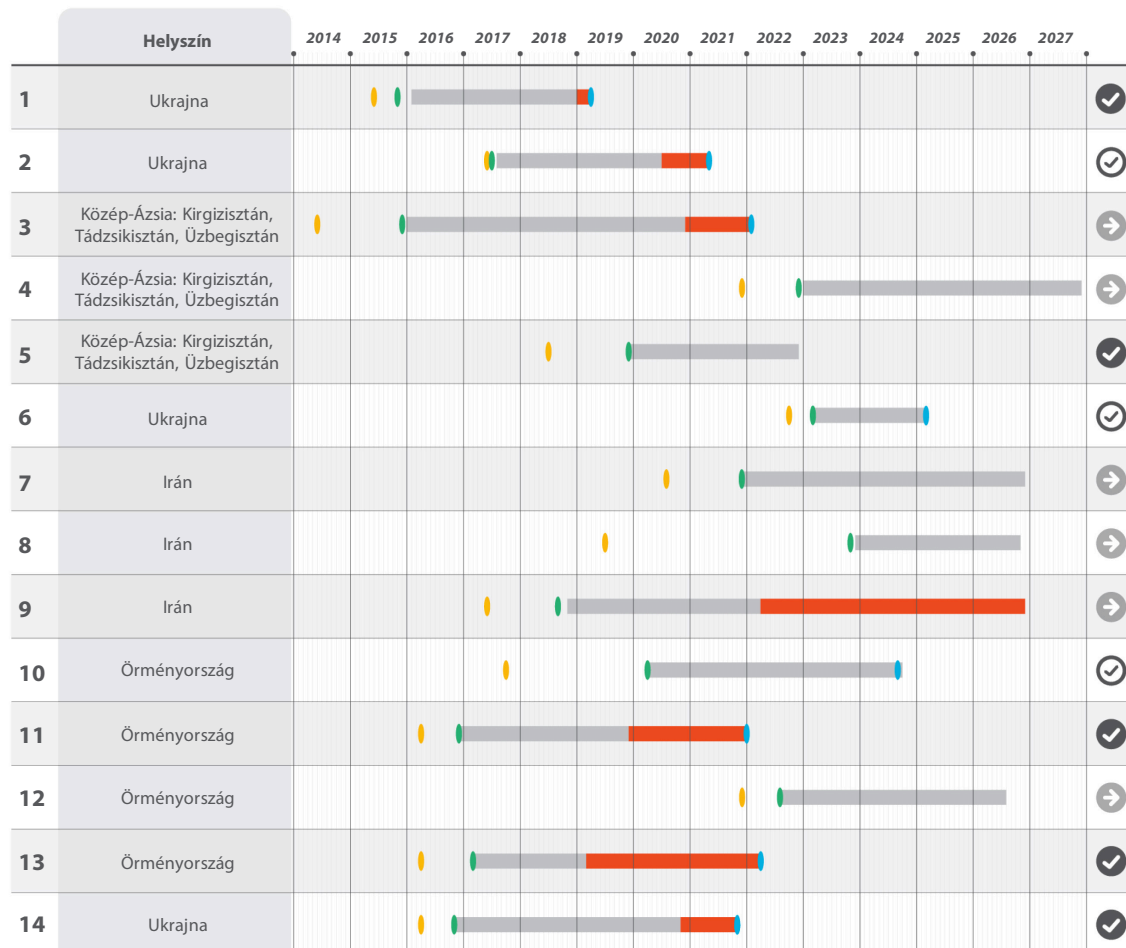 Helyszín 2014 2015 2016 2017 2018 2019 2020 2021 2022 2023 2024 2025 2026 2027
1 Ukrajna
2 Ukrajna
3 Közép-Ázsia: Kirgizisztán,
Tádzsikisztán, Üzbegisztán
4 Közép-Ázsia: Kirgizisztán,
Tádzsikisztán, Üzbegisztán
5 Közép-Ázsia: Kirgizisztán,
Tádzsikisztán, Üzbegisztán
6 Ukrajna
7 Irán
8 Irán
9 Irán
10 Örményország
11 Örményország
12 Örményország
13 Örményország
14 Ukrajna